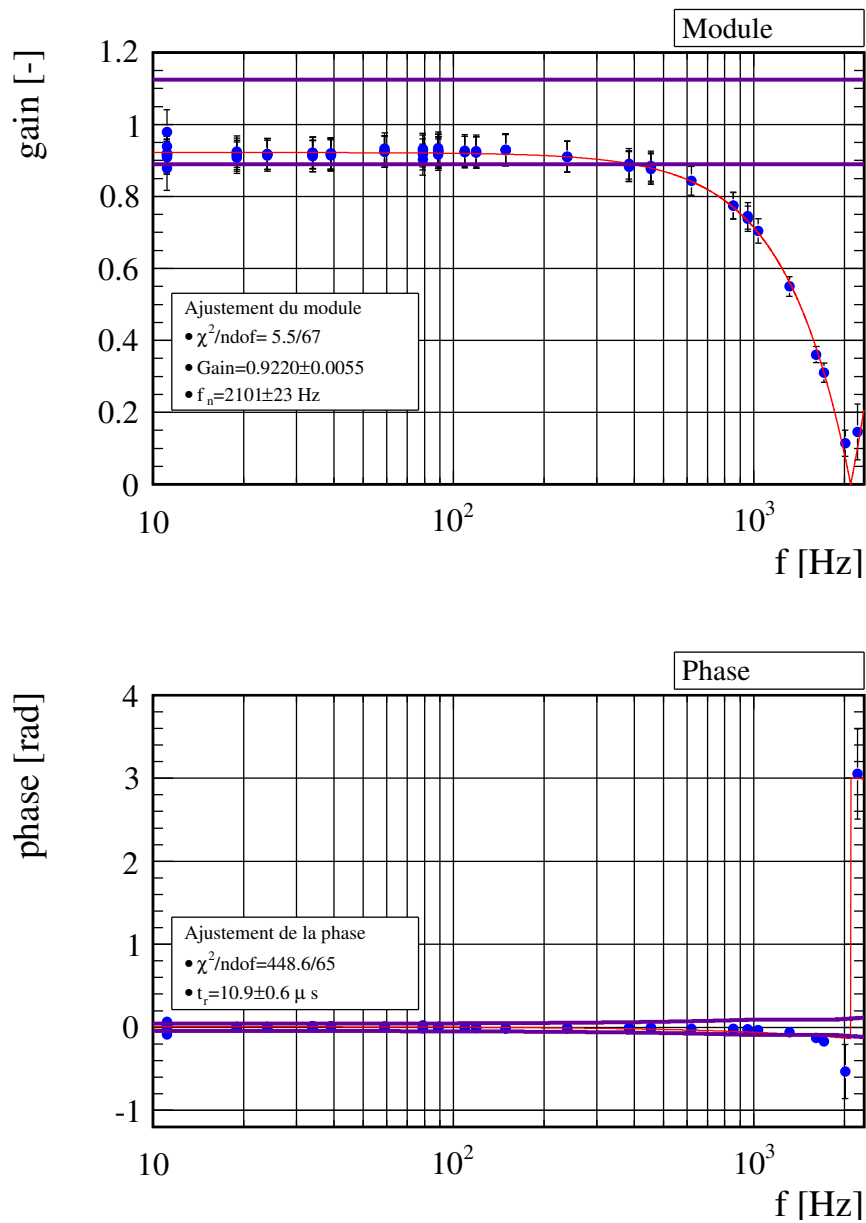 Module
gain [-]
1.2
1
0.8
0.6
0.4
0.2
0
Ajustement du module
• χ²/ndof= 5.5/67
• Gain=0.9220±0.0055
• f n=2101±23 Hz
10
10²
10³
f [Hz]
Phase
phase [rad]
4
3
2
1
0
-1
Ajustement de la phase
• χ²/ndof=448.6/65
• t_r=10.9±0.6 μ s
10
10²
10³
f [Hz]